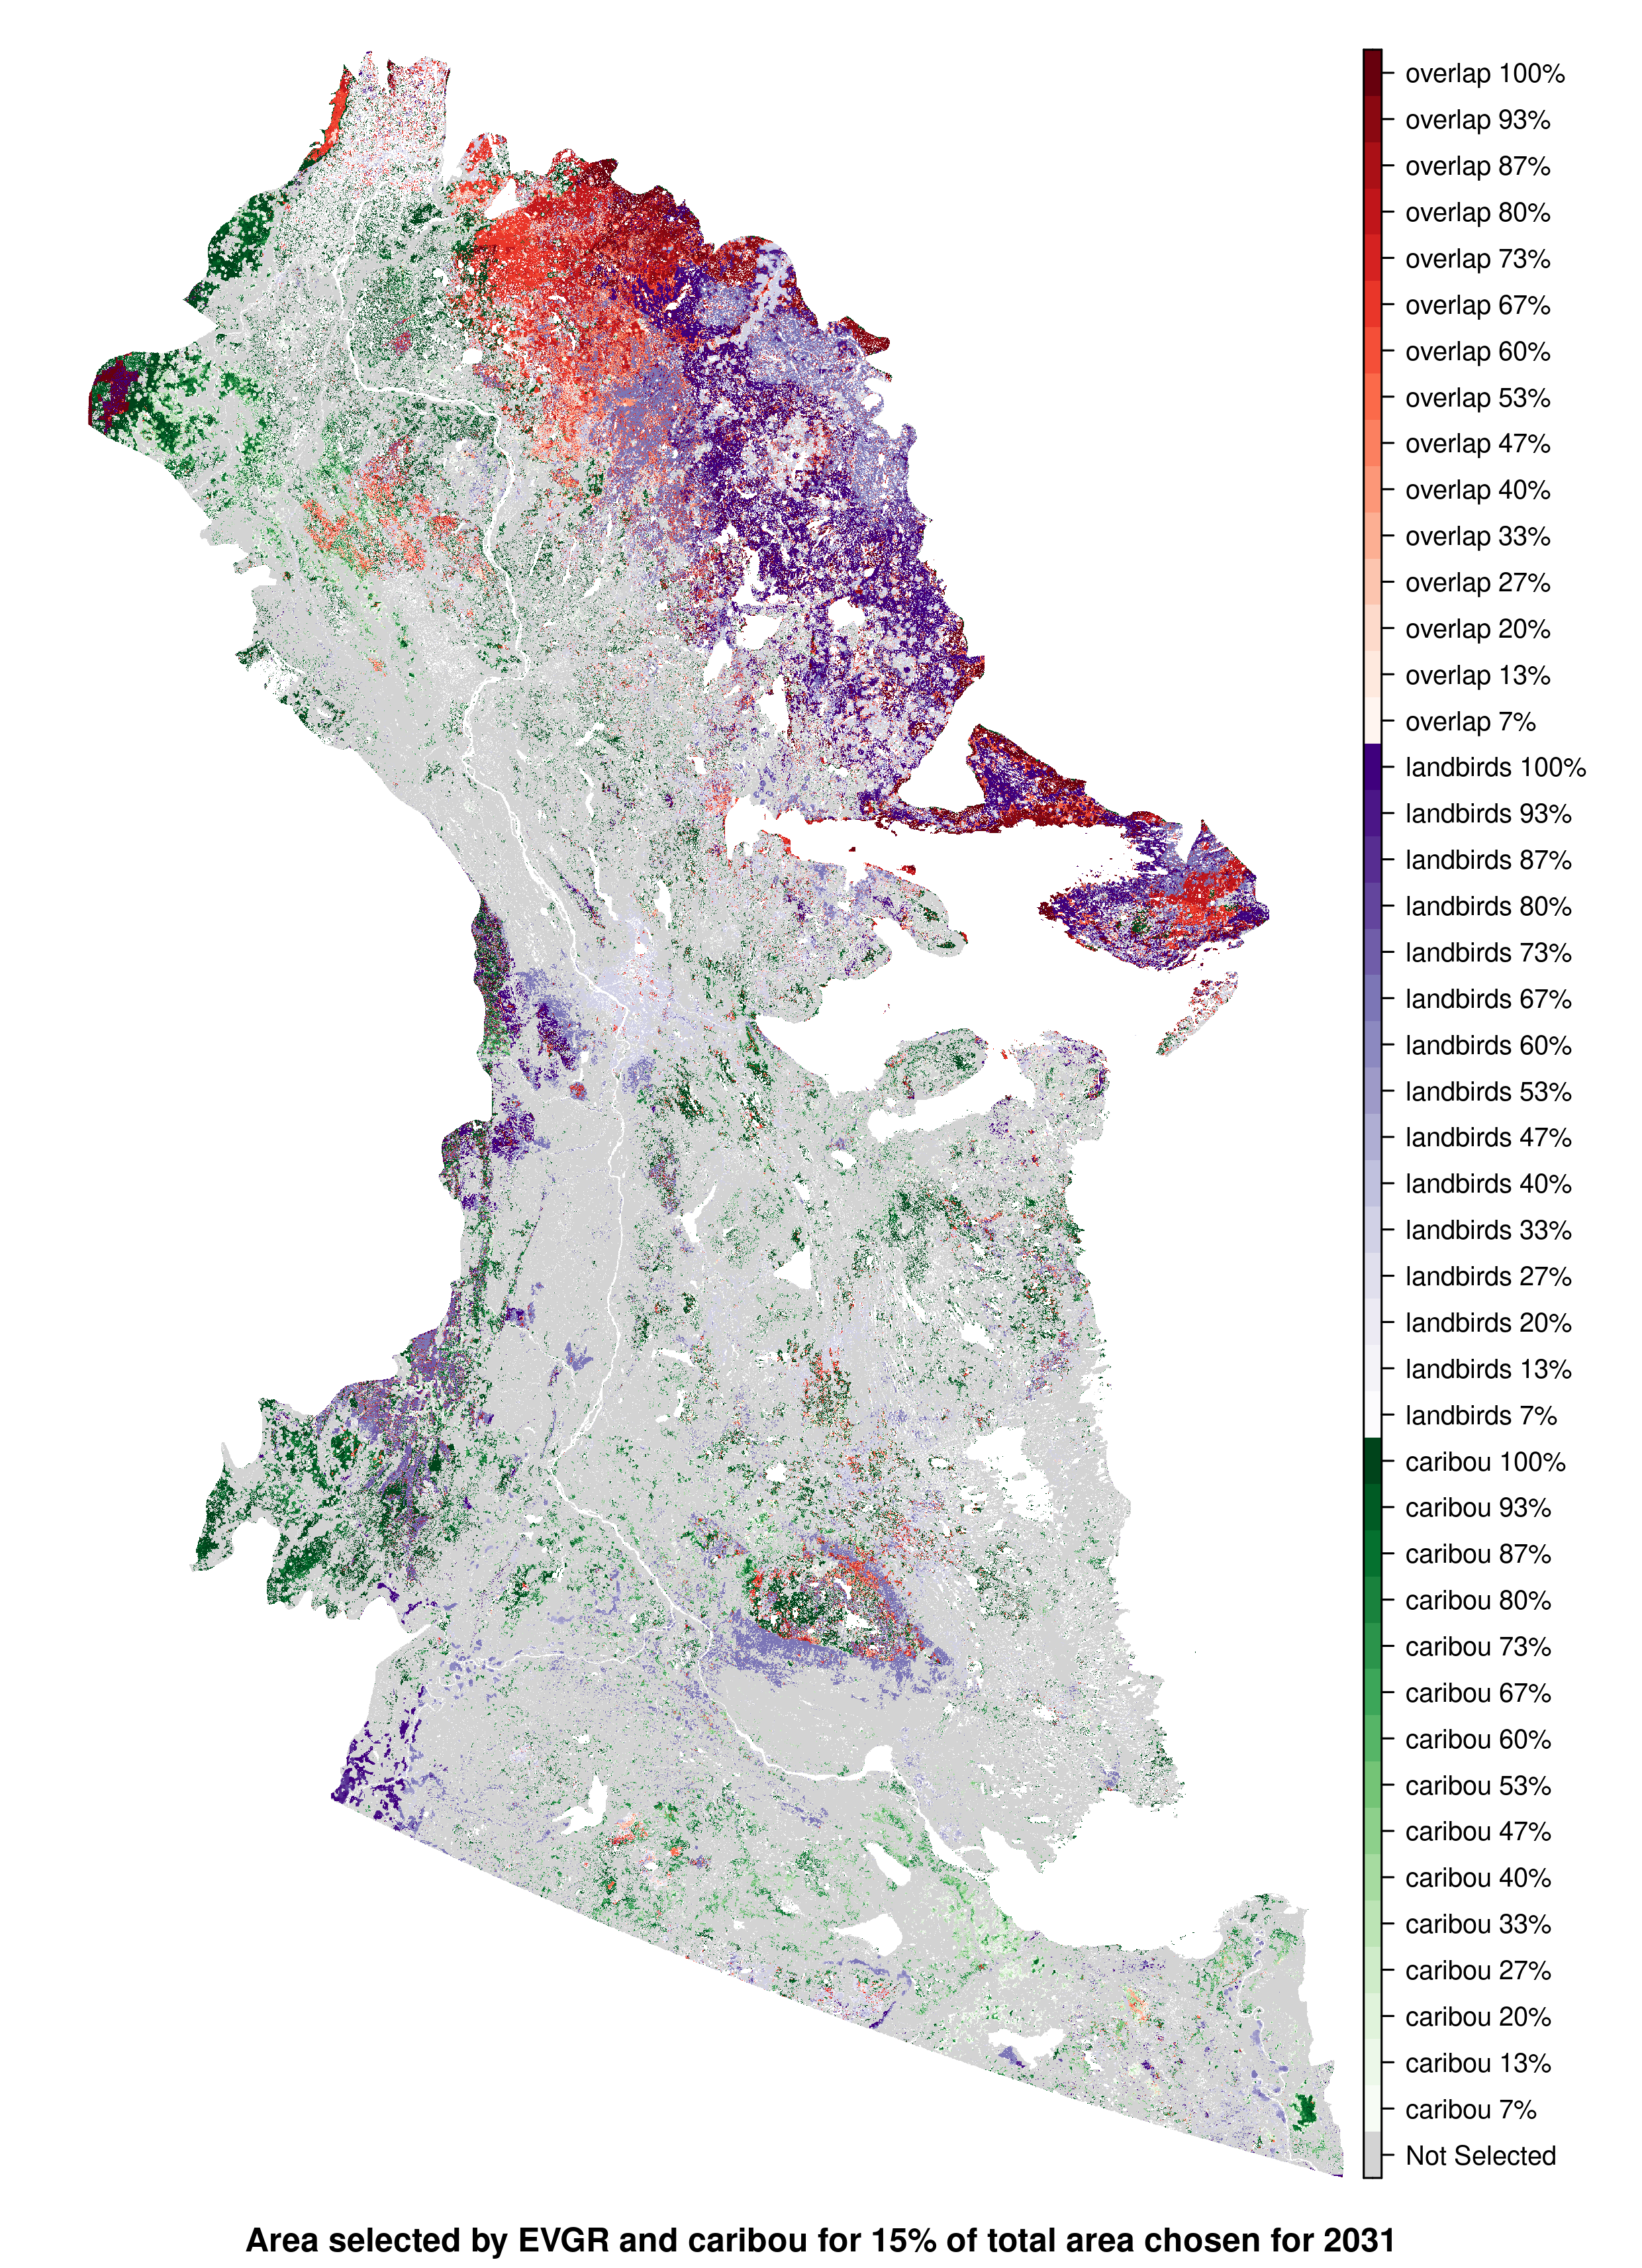 overlap 100%
overlap 93%
overlap 87%
overlap 80%
overlap 73%
overlap 67%
overlap 60%
overlap 53%
overlap 47%
overlap 40%
overlap 33%
overlap 27%
overlap 20%
overlap 13%
overlap 7%
landbirds 100%
landbirds 93%
landbirds 87%
landbirds 80%
landbirds 73%
landbirds 67%
landbirds 60%
landbirds 53%
landbirds 47%
landbirds 40%
landbirds 33%
landbirds 27%
landbirds 20%
landbirds 13%
landbirds 7%
caribou 100%
caribou 93%
caribou 87%
caribou 80%
caribou 73%
caribou 67%
caribou 60%
caribou 53%
caribou 47%
caribou 40%
caribou 33%
caribou 27%
caribou 20%
caribou 13%
caribou 7%
Not Selected
Area selected by EVGR and caribou for 15% of total area chosen for 2031